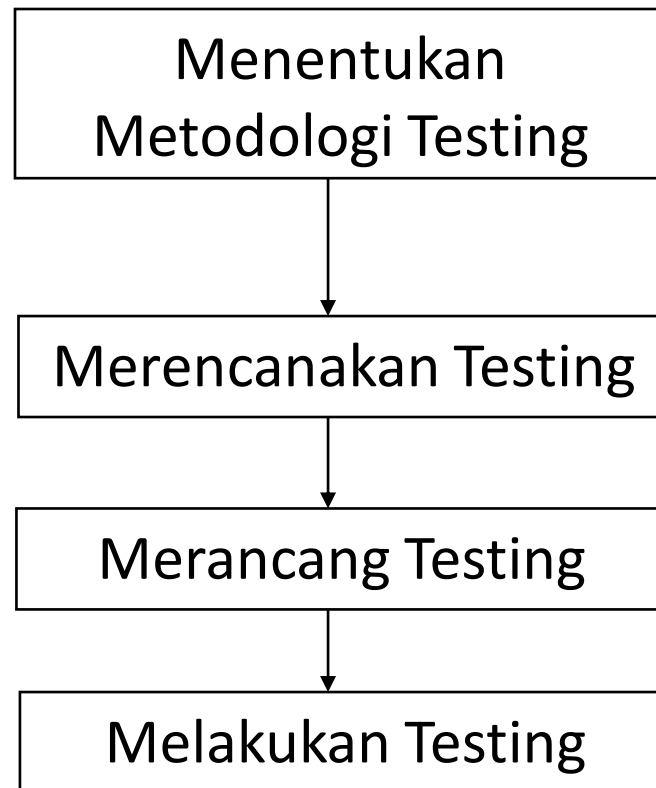 Menentukan
Metodologi Testing
Merencanakan Testing
Merancang Testing
Melakukan Testing